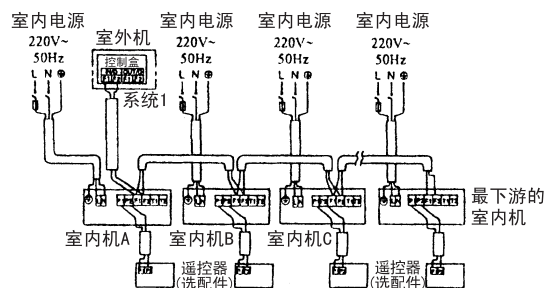 室内电源 室内电源 室内电源 室内电源
220V~ 220V~ 220V~ 220V~
50Hz 50Hz 50Hz 50Hz
L N L N L N L N
室外机
控制盒
系统1
室内机A 室内机B 室内机C
最下游的
室内机
遥控器
(选配件)
遥控器
(选配件)